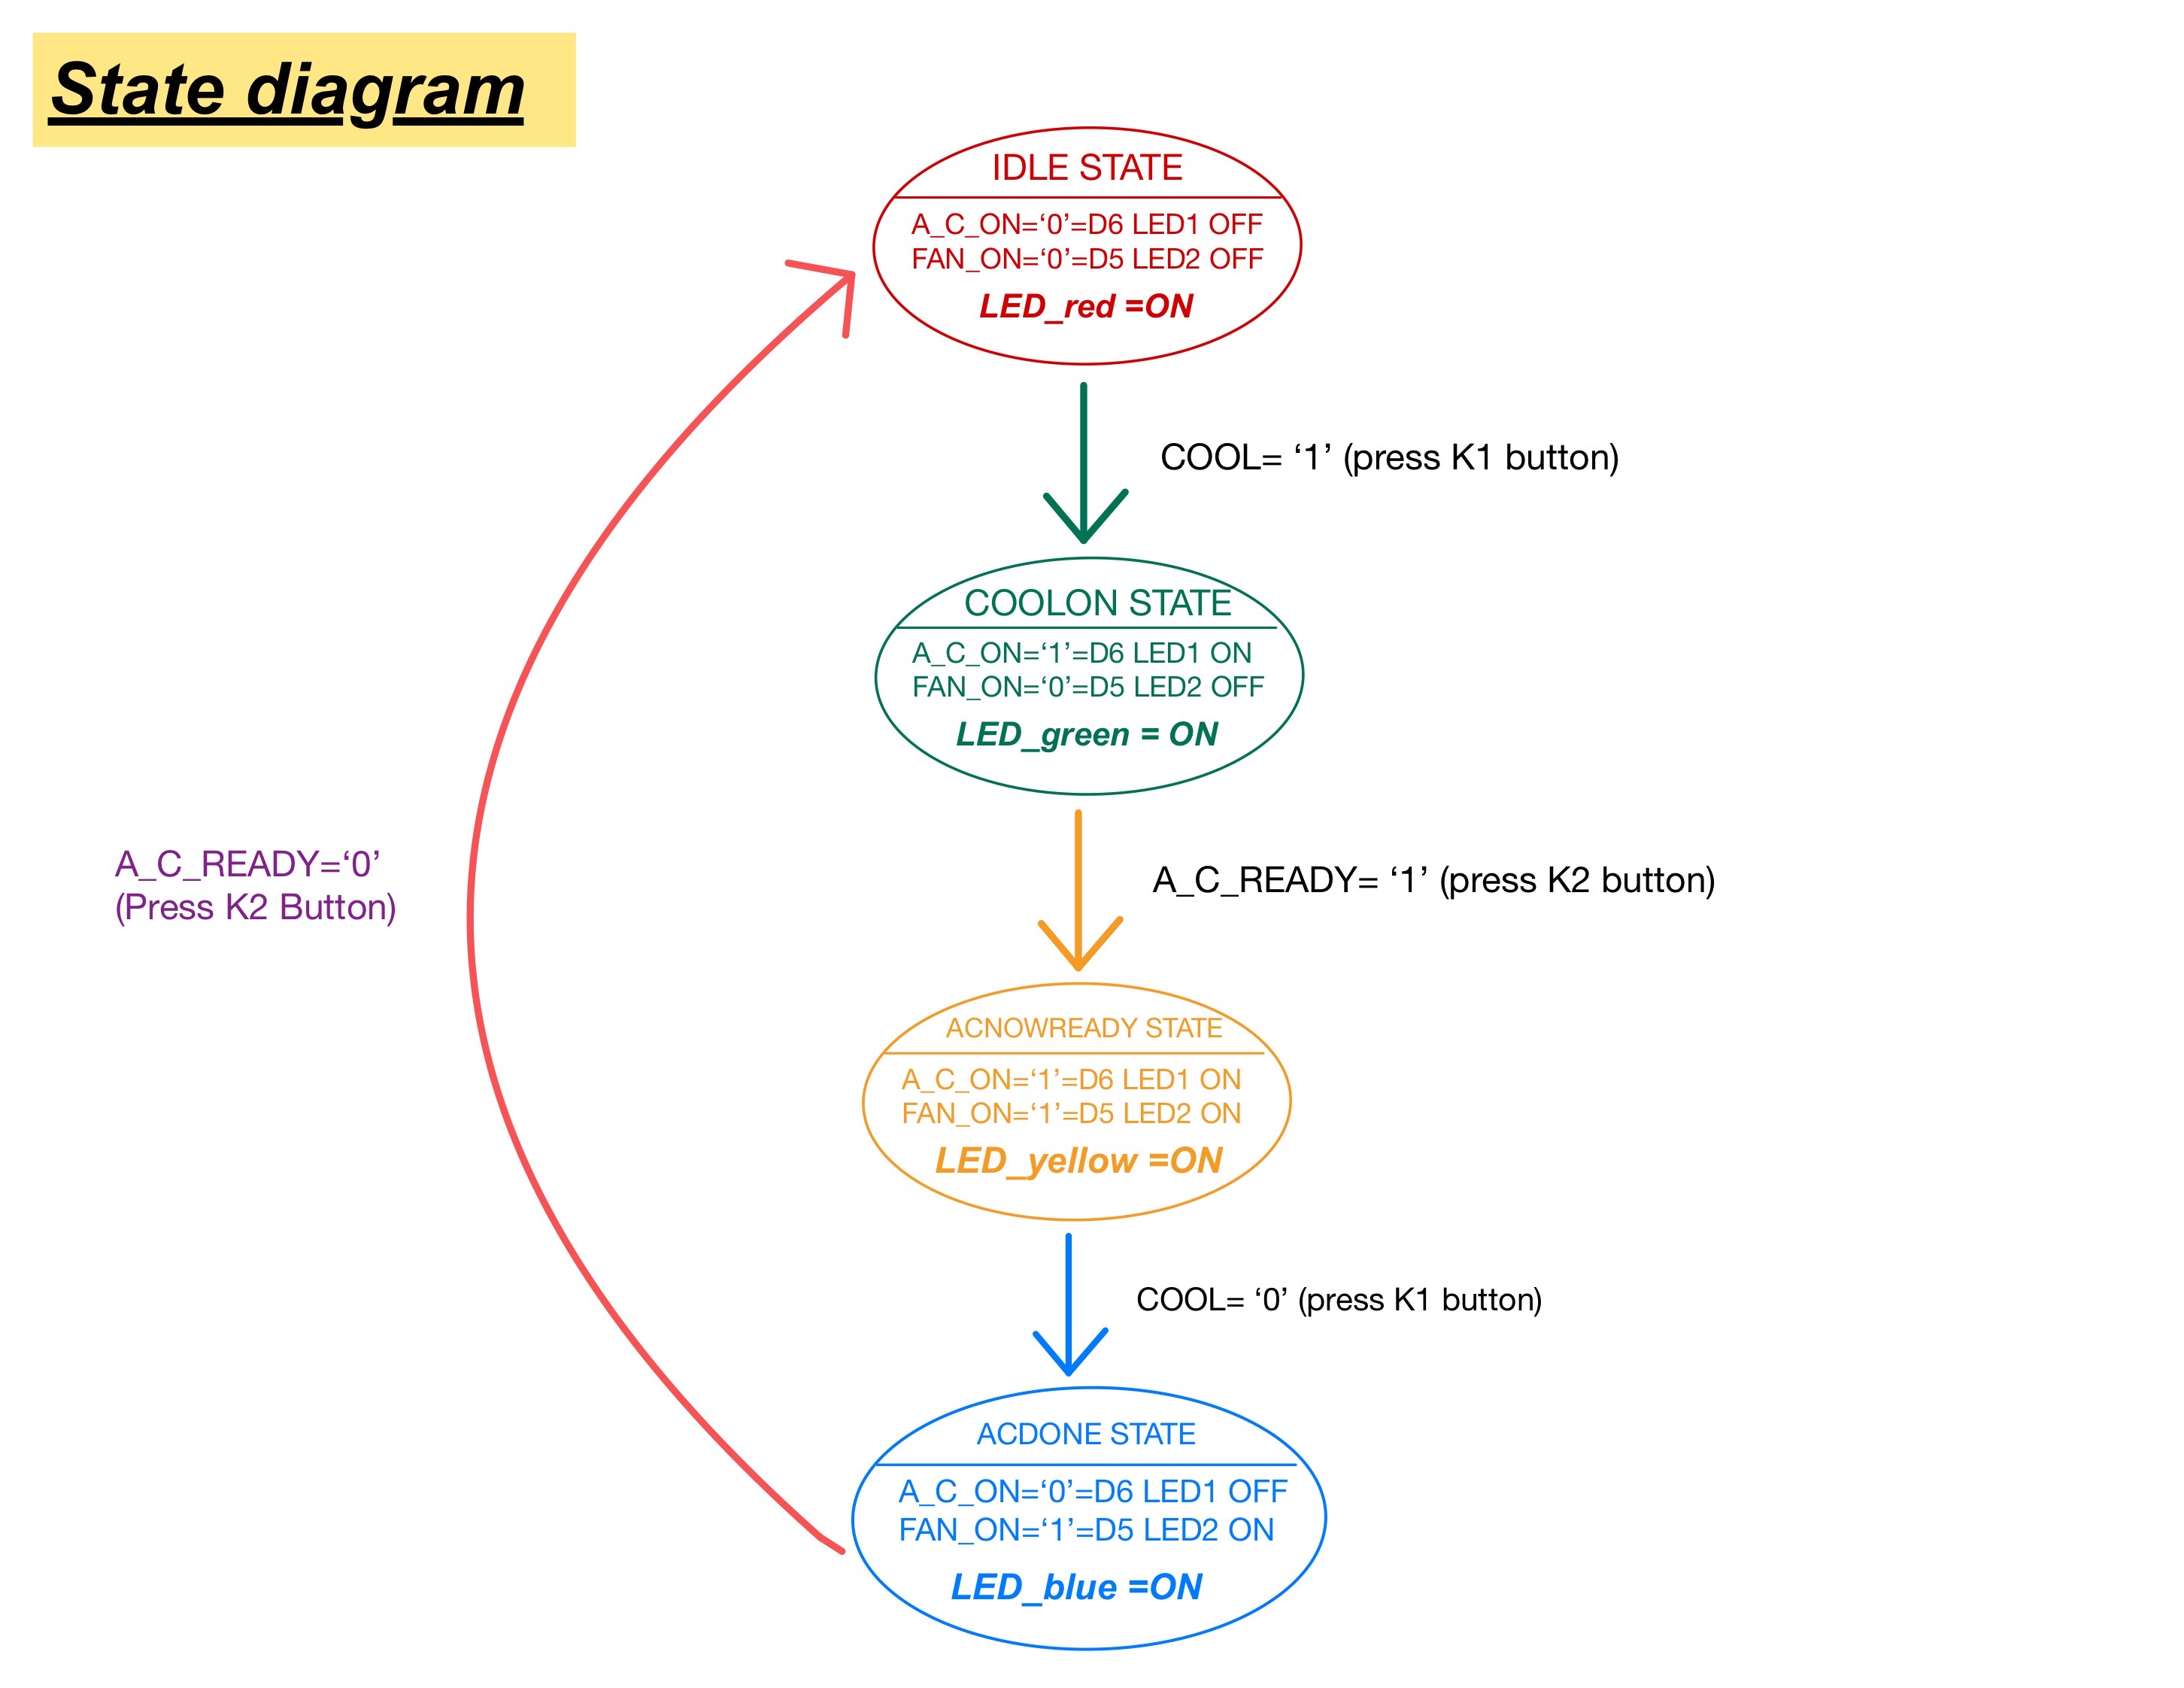 State diagram
IDLE STATE
A_C_ON=‘0’=D6 LED1 OFF
FAN_ON=‘0’=D5 LED2 OFF
LED_red =ON
COOL= ‘1’ (press K1 button)
COOLON STATE
A_C_ON=‘1’=D6 LED1 ON
FAN_ON=‘0’=D5 LED2 OFF
LED_green = ON
A_C_READY=‘0’
(Press K2 Button)
A_C_READY= ‘1’ (press K2 button)
ACNOWREADY STATE
A_C_ON=‘1’=D6 LED1 ON
FAN_ON=‘1’=D5 LED2 ON
LED_yellow =ON
COOL= ‘0’ (press K1 button)
ACDONE STATE
A_C_ON=‘0’=D6 LED1 OFF
FAN_ON=‘1’=D5 LED2 ON
LED_blue =ON